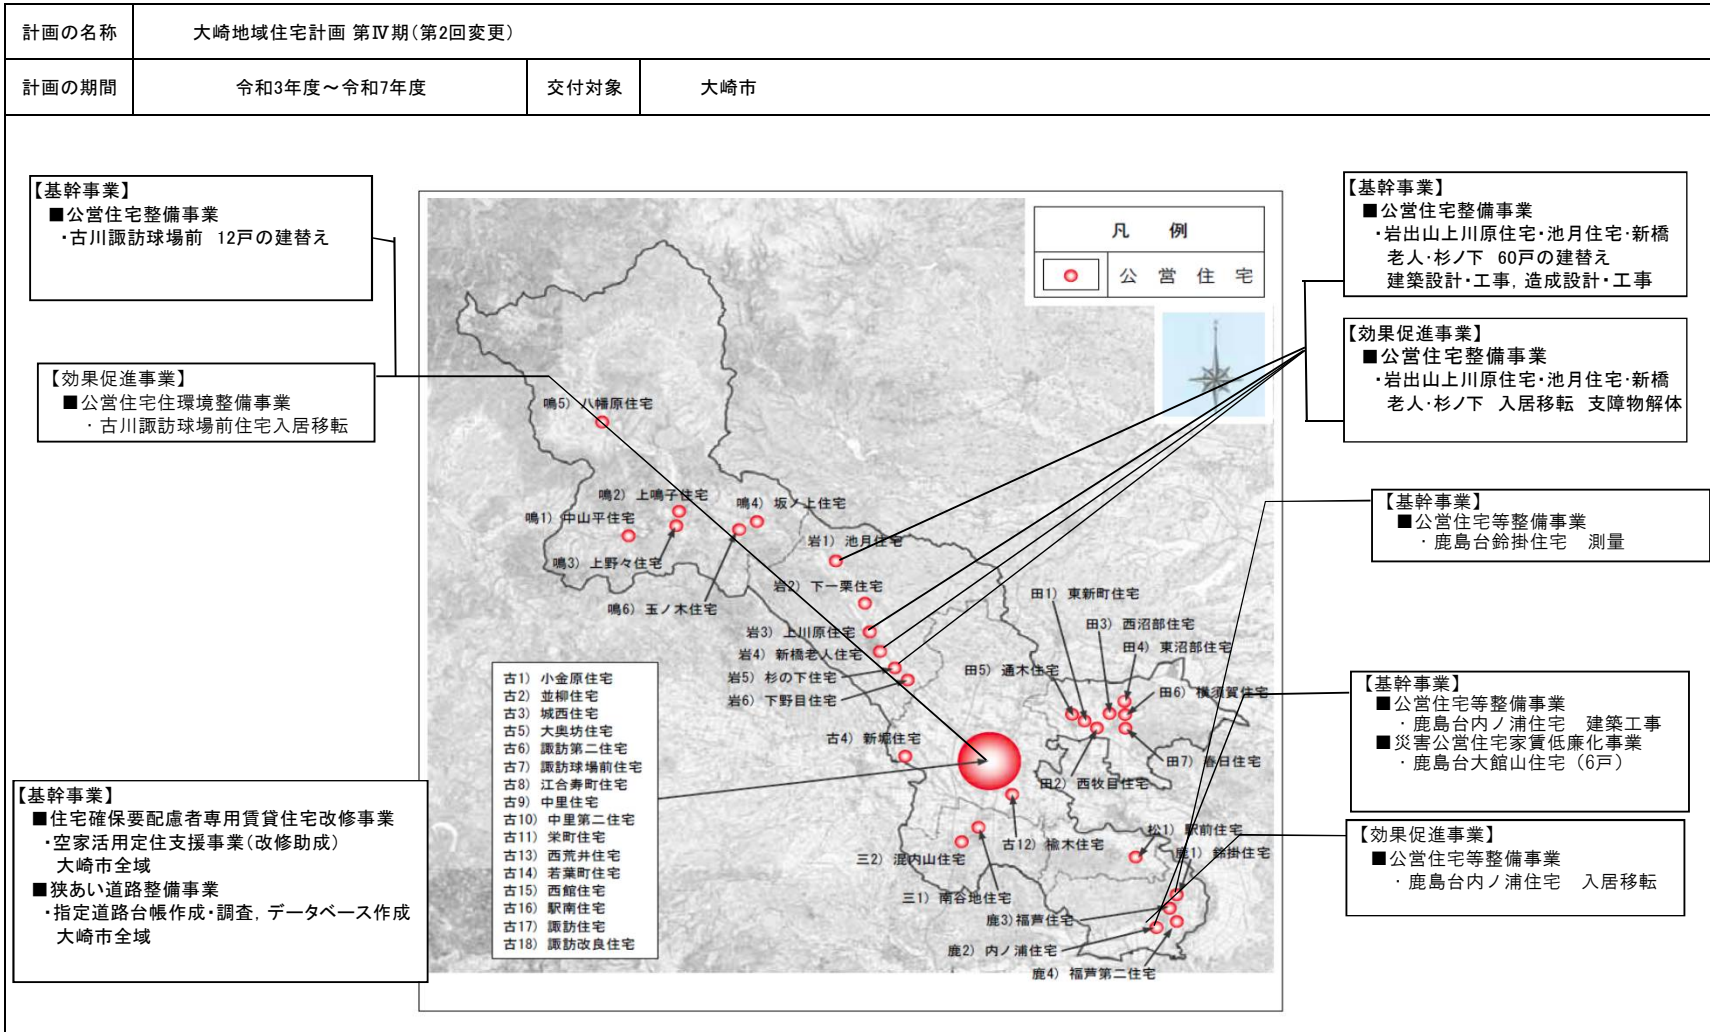 計画の名称
大崎地域住宅計画 第Ⅳ期(第2回変更)
計画の期間
令和3年度～令和7年度
交付対象
大崎市
【基幹事業】
■公営住宅整備事業
・古川諏訪球場前 12戸の建替え
【効果促進事業】
■公営住宅住環境整備事業
・古川諏訪球場前住宅入居移転
【基幹事業】
■住宅確保要配慮者専用賃貸住宅改修事業
・空家活用定住支援事業(改修助成)
大崎市全域
■狭あい道路整備事業
・指定道路台帳作成・調査, データベース作成
大崎市全域
凡 例
公 営 住 宅
鳴5) 八幡原住宅
鳴2) 上鳴子住宅
鳴4) 坂ノ上住宅
鳴1) 中山平住宅
岩1) 池月住宅
鳴3) 上野々住宅
岩2) 下一栗住宅
鳴6) 玉ノ木住宅
田1) 東新町住宅
岩3) 上川原住宅
田3) 西沼部住宅
岩4) 新橋老人住宅
田4) 東沼部住宅
岩5) 杉の下住宅
田5) 通木住宅
岩6) 下野目住宅
田6) 横須賀住宅
古4) 新堀住宅
田7) 春日住宅
田2) 西牧目住宅
松1) 駅前住宅
古12) 楡木住宅
鹿1) 鈴掛住宅
三2) 混内山住宅
三1) 南谷地住宅
鹿3) 福芦住宅
鹿2) 内ノ浦住宅
鹿4) 福芦第二住宅
古1) 小金原住宅
古2) 並柳住宅
古3) 城西住宅
古5) 大奥坊住宅
古6) 諏訪第二住宅
古7) 諏訪球場前住宅
古8) 江合寿町住宅
古9) 中里住宅
古10) 中里第二住宅
古11) 栄町住宅
古13) 西荒井住宅
古14) 若葉町住宅
古15) 西館住宅
古16) 駅南住宅
古17) 諏訪住宅
古18) 諏訪改良住宅
【基幹事業】
■公営住宅整備事業
・岩出山上川原住宅・池月住宅・新橋
老人・杉ノ下 60戸の建替え
建築設計・工事, 造成設計・工事
【効果促進事業】
■公営住宅整備事業
・岩出山上川原住宅・池月住宅・新橋
老人・杉ノ下 入居移転 支障物解体
【基幹事業】
■公営住宅等整備事業
・鹿島台鈴掛住宅 測量
【基幹事業】
■公営住宅等整備事業
・鹿島台内ノ浦住宅 建築工事
■災害公営住宅家賃低廉化事業
・鹿島台大館山住宅（6戸）
【効果促進事業】
■公営住宅等整備事業
・鹿島台内ノ浦住宅 入居移転